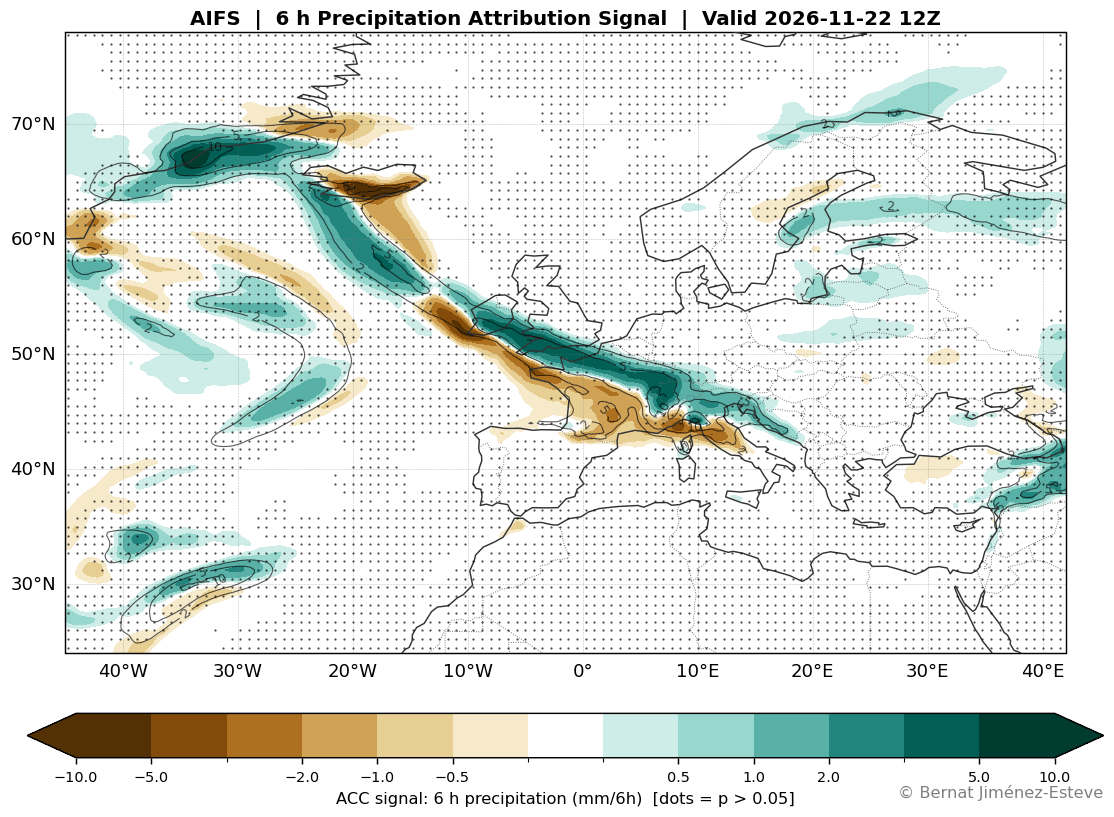 AIFS | 6 h Precipitation Attribution Signal | Valid 2026-11-22 12Z
70°N
60°N
50°N
40°N
30°N
40°W
30°W
20°W
10°W
0°
10°E
20°E
30°E
40°E
−10.0
−5.0
−2.0
−1.0
−0.5
0.5
1.0
2.0
5.0
10.0
ACC signal: 6 h precipitation (mm/6h) [dots = p > 0.05]
© Bernat Jiménez-Esteve